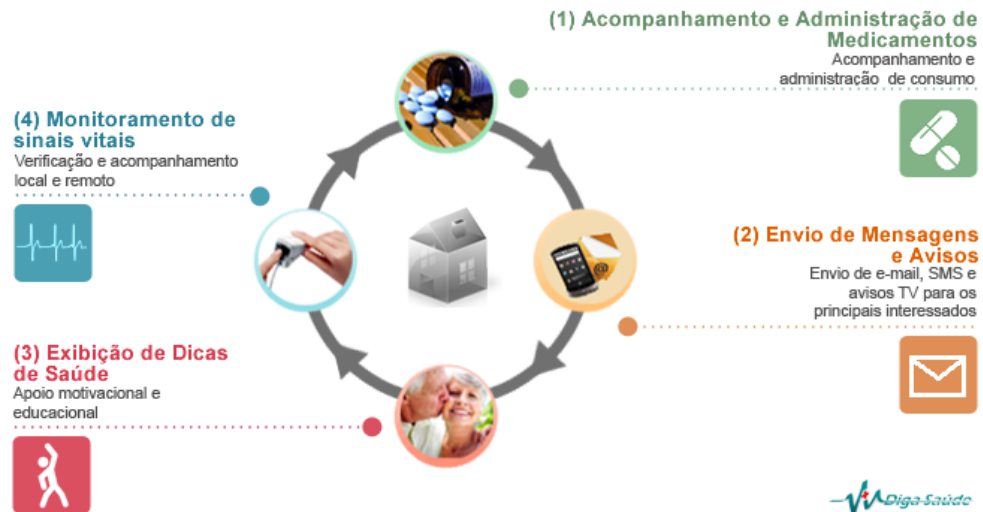 (1) Acompanhamento e Administração de
Medicamentos
Acompanhamento e
administração de consumo
(2) Envio de Mensagens
e Avisos
Envio de e-mail, SMS e
avisos TV para os
principais interessados
(3) Exibição de Dicas
de Saúde
Apoio motivacional e
educacional
(4) Monitoramento de
sinais vitais
Verificação e acompanhamento
local e remoto
Diga Saúde